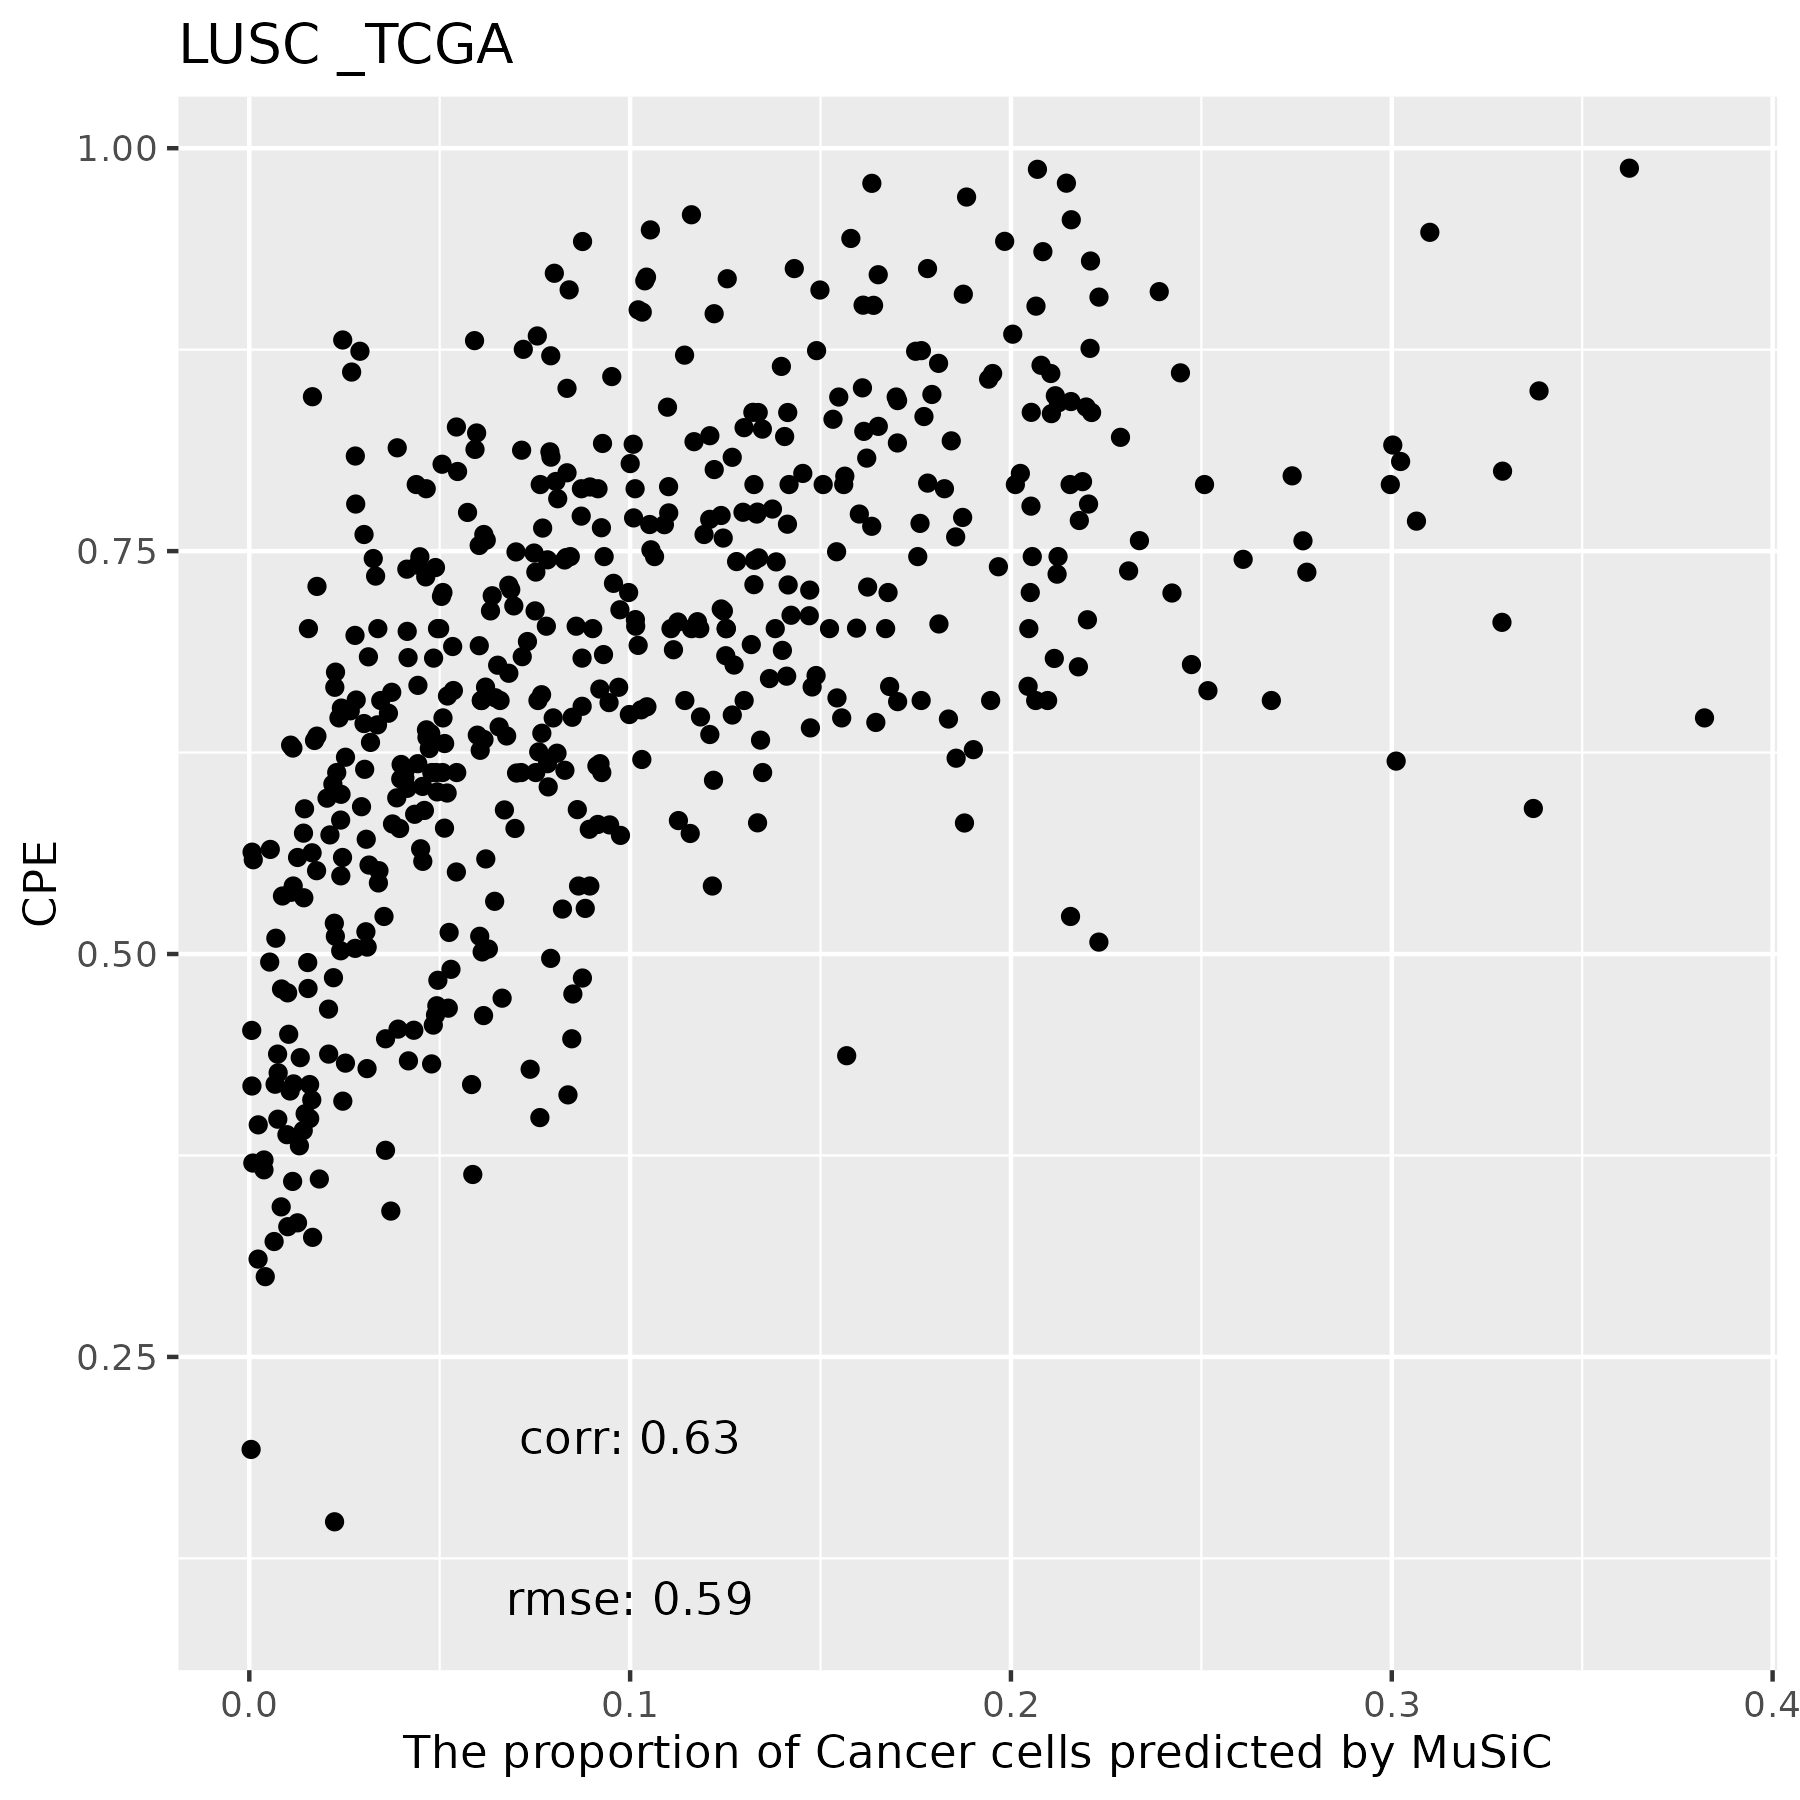 LUSC _TCGA
1.00
0.75
0.50
0.25
CPE
corr: 0.63
rmse: 0.59
0.0 0.1 0.2 0.3 0.4
The proportion of Cancer cells predicted by MuSiC